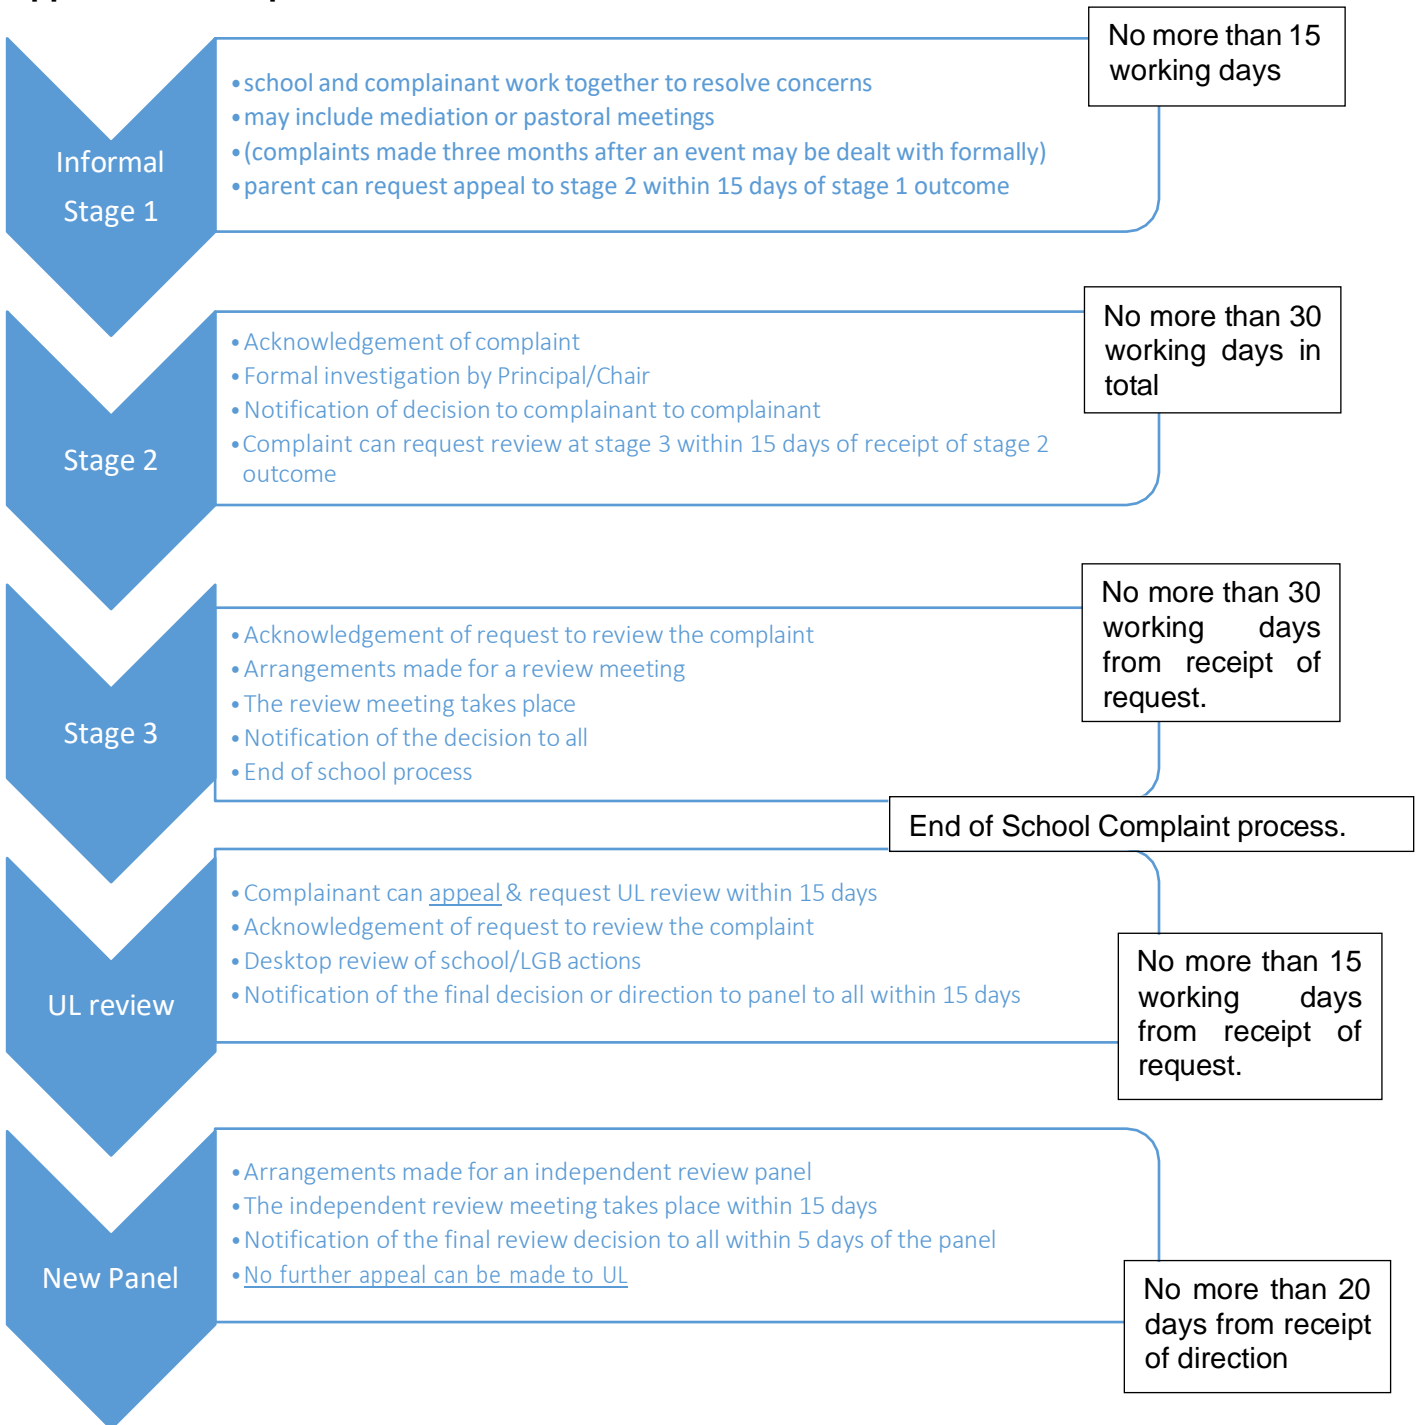 No more than 15
working days
Informal
Stage 1
•school and complainant work together to resolve concerns
•may include mediation or pastoral meetings
•(complaints made three months after an event may be dealt with formally)
•parent can request appeal to stage 2 within 15 days of stage 1 outcome
No more than 30
working days in
total
Stage 2
•Acknowledgement of complaint
•Formal investigation by Principal/Chair
•Notification of decision to complainant to complainant
•Complaint can request review at stage 3 within 15 days of receipt of stage 2
outcome
No more than 30
working days
from receipt of
request.
Stage 3
•Acknowledgement of request to review the complaint
•Arrangements made for a review meeting
•The review meeting takes place
•Notification of the decision to all
•End of school process
End of School Complaint process.
UL review
•Complainant can appeal & request UL review within 15 days
•Acknowledgement of request to review the complaint
•Desktop review of school/LGB actions
•Notification of the final decision or direction to panel to all within 15 days
No more than 15
working days
from receipt of
request.
New Panel
•Arrangements made for an independent review panel
•The independent review meeting takes place within 15 days
•Notification of the final review decision to all within 5 days of the panel
•No further appeal can be made to UL
No more than 20
days from receipt
of direction